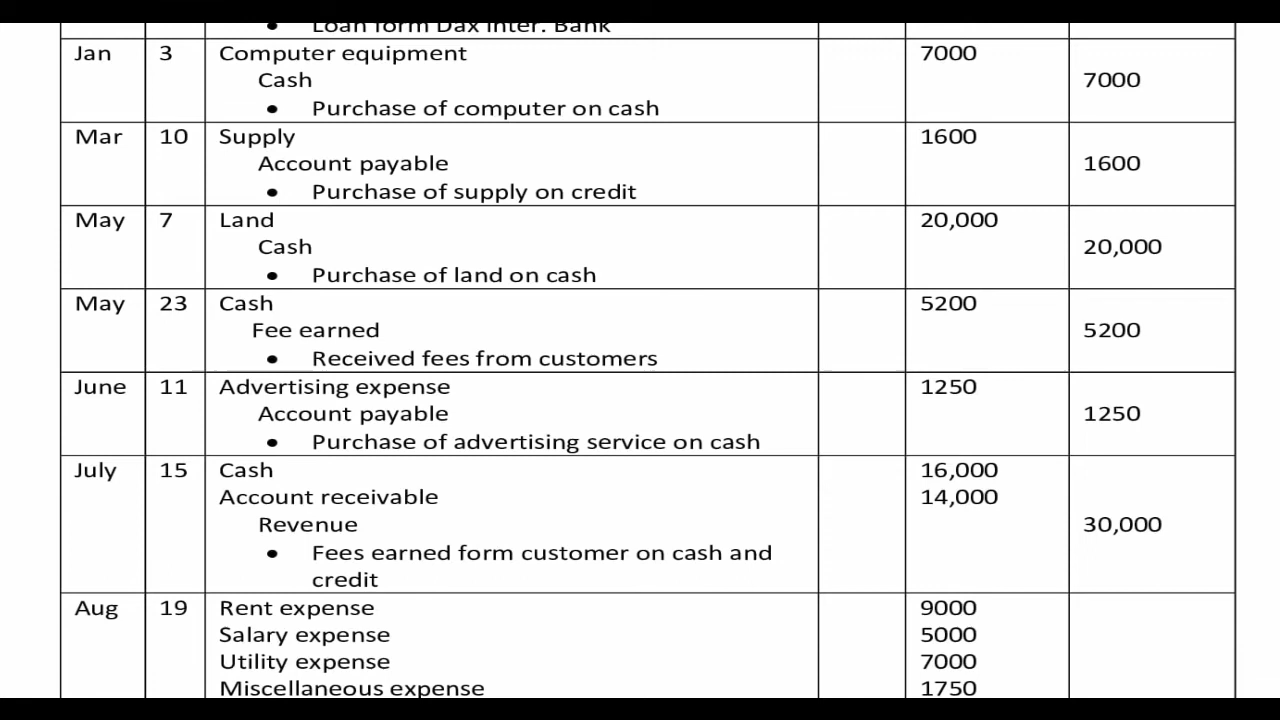 • Loan form Dax Inter. Bank
Jan 3 Computer equipment 7000
Cash 7000
• Purchase of computer on cash
Mar 10 Supply 1600
Account payable 1600
• Purchase of supply on credit
May 7 Land 20,000
Cash 20,000
• Purchase of land on cash
May 23 Cash 5200
Fee earned 5200
• Received fees from customers
June 11 Advertising expense 1250
Account payable 1250
• Purchase of advertising service on cash
July 15 Cash 16,000
Account receivable 14,000
Revenue 30,000
• Fees earned form customer on cash and
credit
Aug 19 Rent expense 9000
Salary expense 5000
Utility expense 7000
Miscellaneous expense 1750